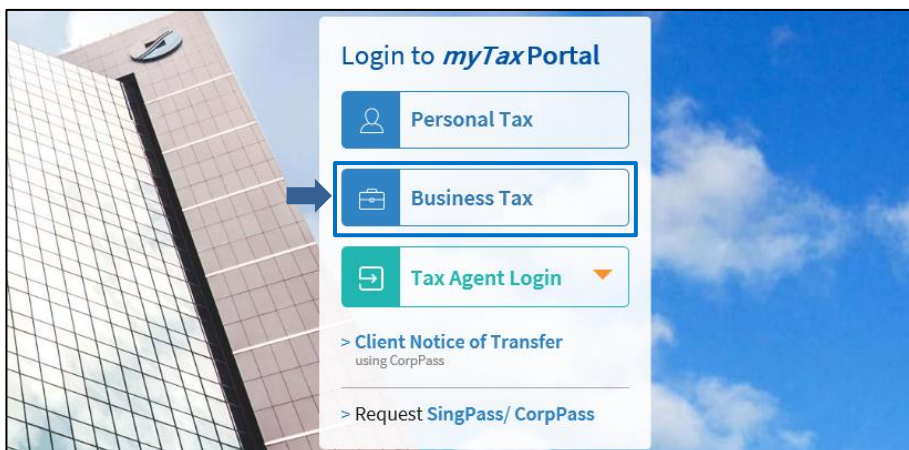 Login to myTax Portal
Personal Tax
Business Tax
Tax Agent Login
> Client Notice of Transfer
using CorpPass
> Request SingPass/ CorpPass